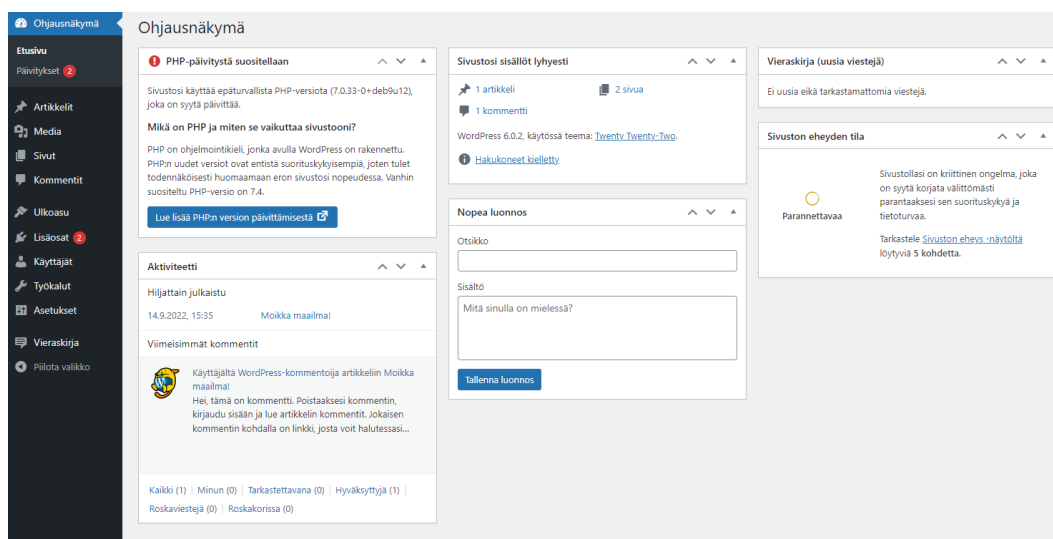 Ohjausnäkymä
Etusivu
Päivitykset 2
Artikkelit
Media
Sivut
Kommentit
Ulkoasu
Lisäosat 2
Käyttäjät
Työkalut
Asetukset
Vieraskirja
Piilota valikko
Ohjausnäkymä
PHP-päivitystä suositellaan
Sivustosi käyttää epäturvallista PHP-versiota (7.0.33-0+deb9u12),
joka on syytä päivittää.
Mikä on PHP ja miten se vaikuttaa sivustooni?
PHP on ohjelmointikieli, jonka avulla WordPress on rakennettu.
PHP:n uudet versiot ovat entistä suorituskykyisempiä, joten tulet
todennäköisesti huomaamaan eron sivustosi nopeudessa. Vanhin
suositeltu PHP-versio on 7.4.
Lue lisää PHP:n version päivittämisestä
Aktiviteetti
Hiljattain julkaistu
14.9.2022, 15:35 Moikka maailma!
Viimeisimmät kommentit
Käyttäjältä WordPress-kommentoija artikkeliin Moikka
maailma!
Hei, tämä on kommentti. Poistaaksesi kommentin,
kirjaudu sisään ja lue artikkelin kommentit. Jokaisen
kommentin kohdalla on linkki, josta voit halutessasi...
Kaikki (1) | Minun (0) | Tarkastettavana (0) | Hyväksyttyjä (1) |
Roskaviestejä (0) | Roskakorissa (0)
Sivustosi sisällöt lyhyesti
1 artikkeli 2 sivua
1 kommentti
WordPress 6.0.2, käytössä teema: Twenty Twenty-Two.
Hakukoneet kielletty
Nopea luonnos
Otsikko
Sisältö
Mitä sinulla on mielessä?
Tallenna luonnos
Vieraskirja (uusia viestejä)
Ei uusia eikä tarkastamattomia viestejä.
Sivuston eheyden tila
Parannettavaa
Sivustollasi on kriittinen ongelma, joka
on syytä korjata välittömästi
parantaaksesi sen suorituskykyä ja
tietoturvaa.
Tarkastele Sivuston eheys -näytöltä
löytyviä 5 kohdetta.